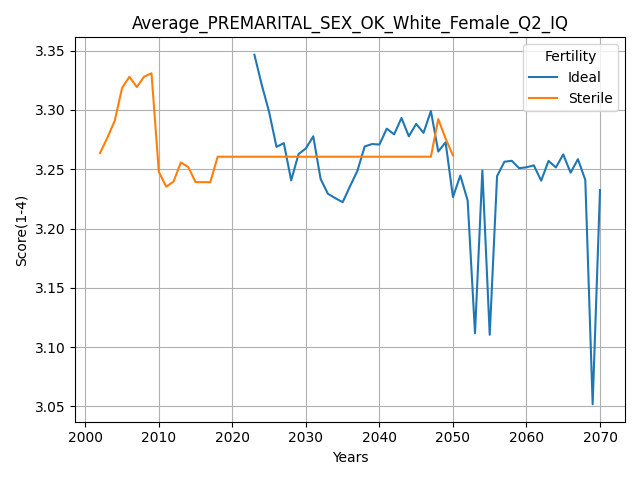 Average_PREMARITAL_SEX_OK_White_Female_Q2_IQ
Fertility
Ideal
Sterile
Score(1-4)
3.35
3.30
3.25
3.20
3.15
3.10
3.05
2000 2010 2020 2030 2040 2050 2060 2070
Years